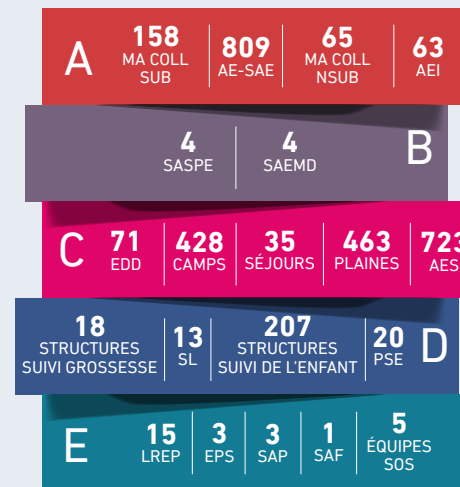 A
158
MA COLL
SUB
809
AE-SAE
65
MA COLL
NSUB
63
AEI
4
SASPE
4
SAEMD
B
C
71
EDD
428
CAMPS
35
SÉJOURS
463
PLAINES
723
AES
18
STRUCTURES
SUIVI GROSSESSE
13
SL
207
STRUCTURES
SUIVI DE L'ENFANT
20
PSE
D
E
15
LREP
3
EPS
3
SAP
1
SAF
5
ÉQUIPES
SOS